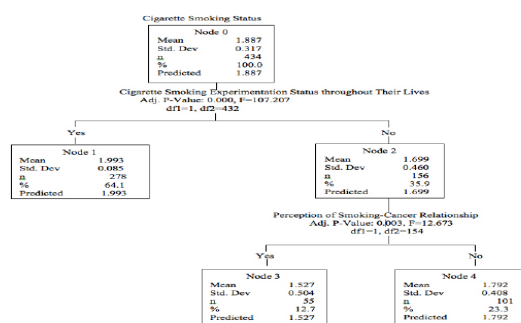 Cigarette Smoking Status
Node 0
Mean 1.887
Std. Dev 0.317
n 434
% 100.0
Predicted 1.887
Cigarette Smoking Experimentation Status throughout Their Lives
Adj. P-Value: 0.000, F=107.207
df1=1, df2=432
Yes
No
Node 1
Mean 1.993
Std. Dev 0.085
n 278
% 64.1
Predicted 1.993
Node 2
Mean 1.699
Std. Dev 0.460
n 156
% 35.9
Predicted 1.699
Perception of Smoking-Cancer Relationship
Adj. P-Value: 0.003, F=12.673
df1=1, df2=154
Yes
No
Node 3
Mean 1.527
Std. Dev 0.504
n 55
% 12.7
Predicted 1.527
Node 4
Mean 1.792
Std. Dev 0.408
n 101
% 23.3
Predicted 1.792